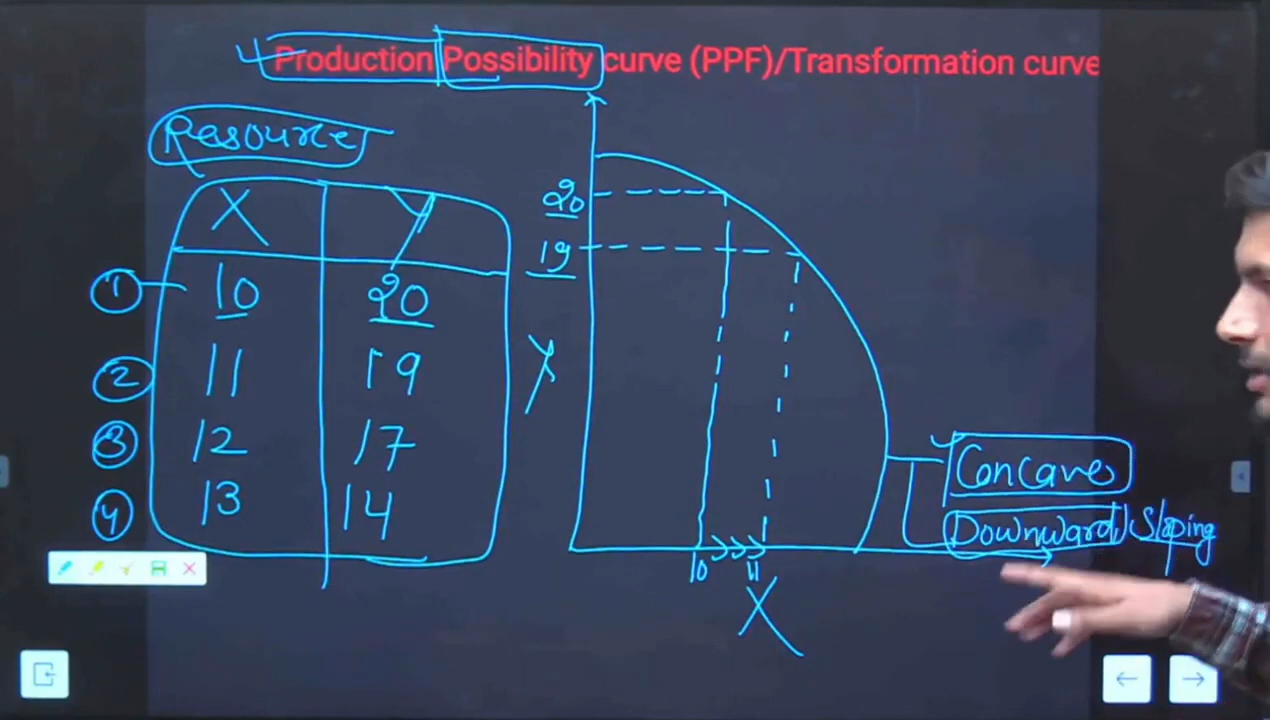 Production Possibility curve (PPF)/Transformation curve
Resource
X Y
① 10 20
② 11 19
③ 12 17
④ 13 14
20
19
Y
10 11
X
Concave
Downward Sloping